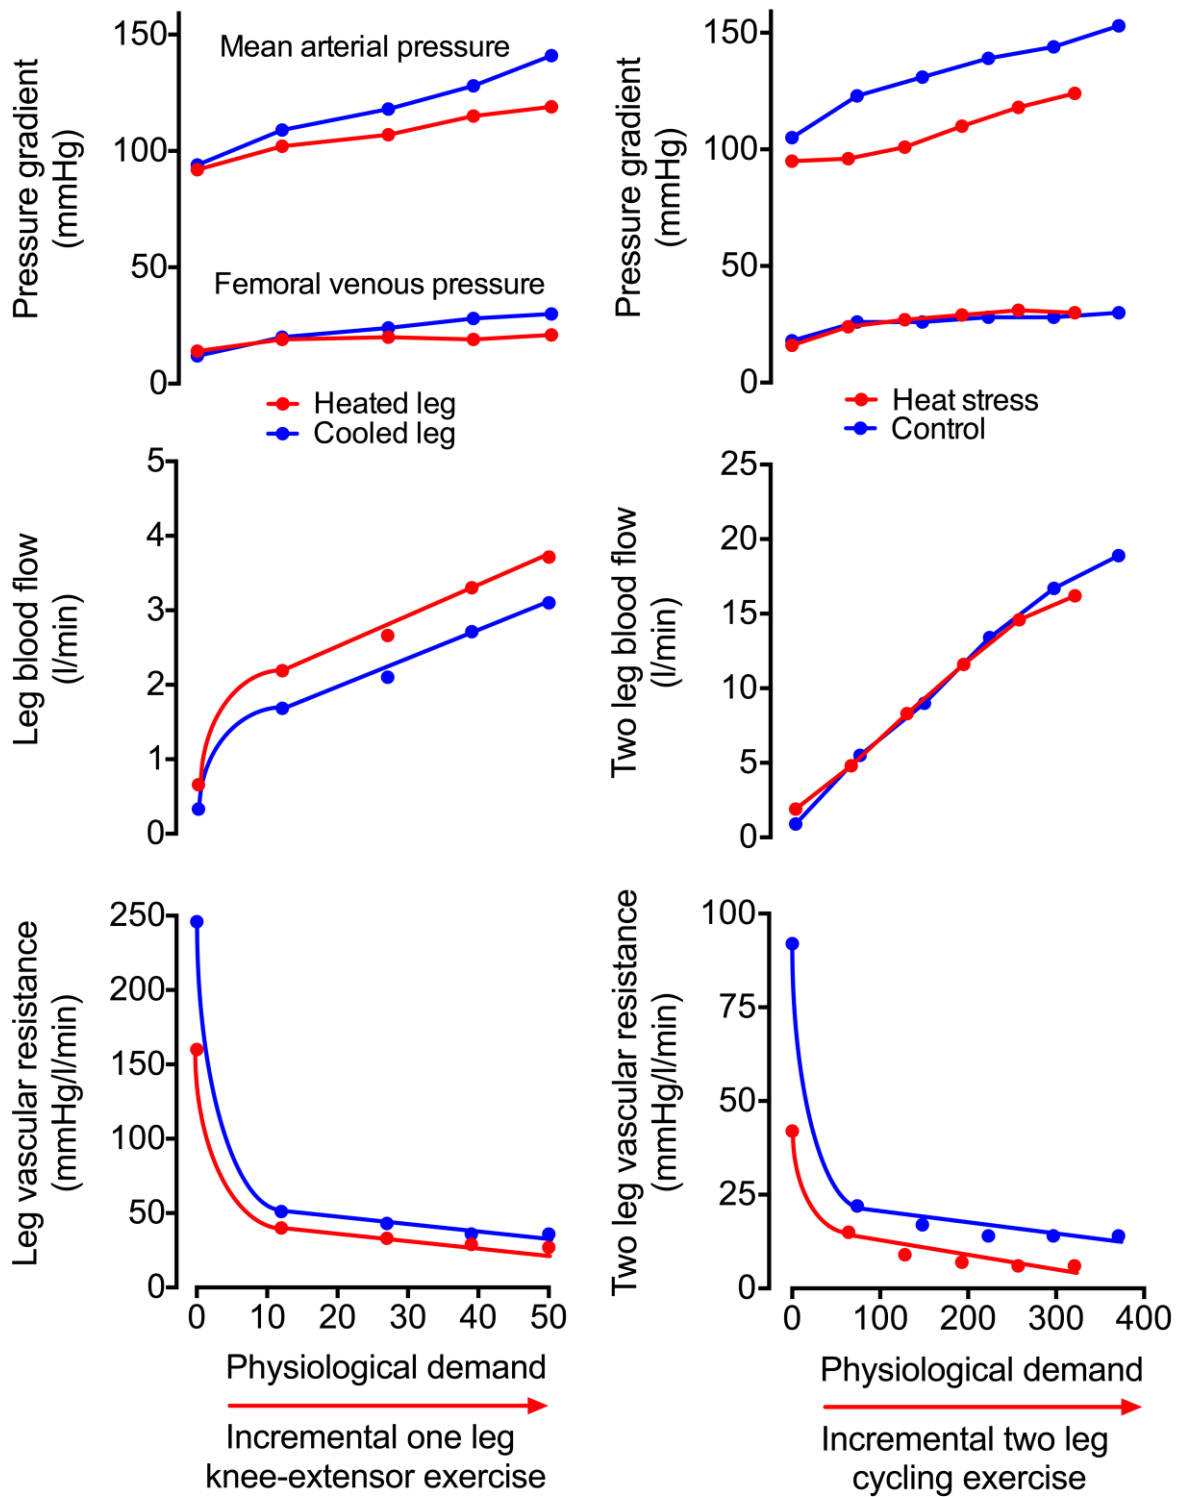 Pressure gradient
(mmHg)
150
100
50
0
Mean arterial pressure
Femoral venous pressure
Heated leg
Cooled leg
Pressure gradient
(mmHg)
150
100
50
0
Heat stress
Control
Leg blood flow
(l/min)
5
4
3
2
1
0
Two leg blood flow
(l/min)
25
20
15
10
5
0
Leg vascular resistance
(mmHg/l/min)
250
200
150
100
50
0
0 10 20 30 40 50
Physiological demand
Incremental one leg
knee-extensor exercise
Two leg vascular resistance
(mmHg/l/min)
100
75
50
25
0
0 100 200 300 400
Physiological demand
Incremental two leg
cycling exercise